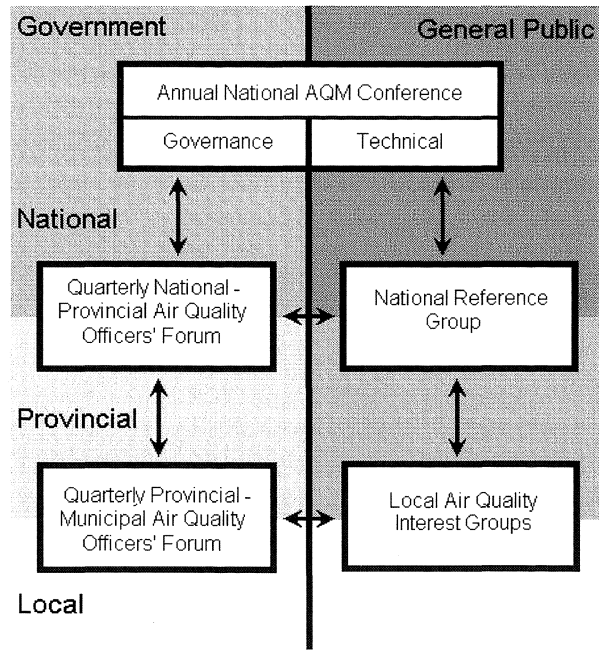 Government
General Public
Annual National AQM Conference
Governance
Technical
National
Quarterly National -
Provincial Air Quality
Officers' Forum
National Reference
Group
Provincial
Quarterly Provincial -
Municipal Air Quality
Officers' Forum
Local Air Quality
Interest Groups
Local